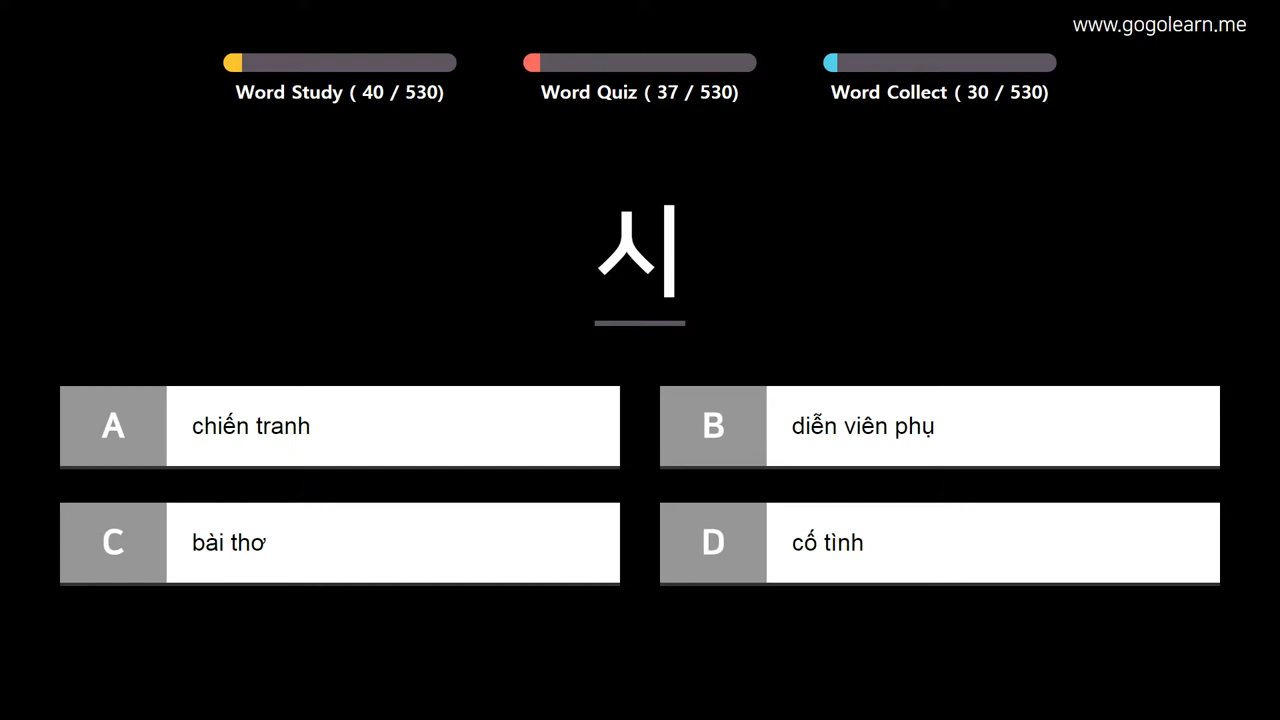 www.gogolearn.me
Word Study ( 40 / 530)
Word Quiz ( 37 / 530)
Word Collect ( 30 / 530)
시
A chiến tranh
B diễn viên phụ
C bài thơ
D cố tình